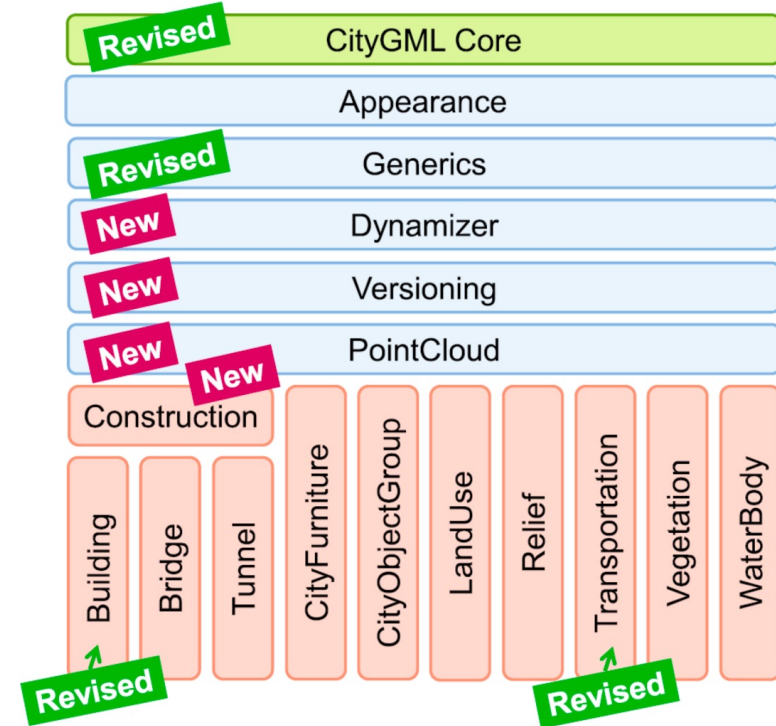 Revised
CityGML Core
Appearance
Revised
Generics
New
Dynamizer
New
Versioning
New
PointCloud
New
Construction
Building
Bridge
Tunnel
CityFurniture
CityObjectGroup
LandUse
Relief
Transportation
Vegetation
WaterBody
Revised
Revised